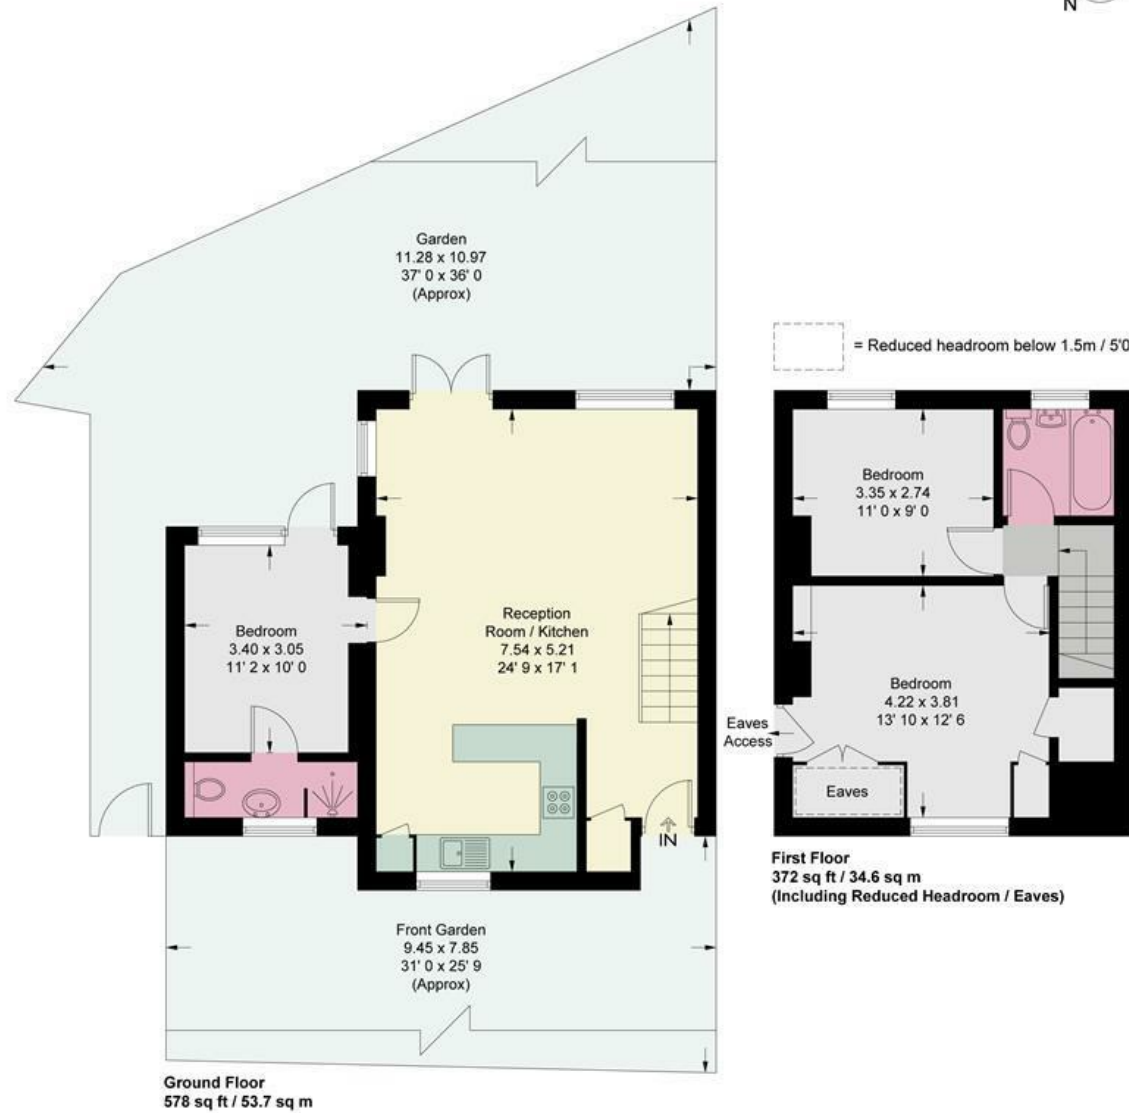 N
Garden
11.28 x 10.97
37' 0 x 36' 0
(Approx)
= Reduced headroom below 1.5m / 5'0
Bedroom
3.35 x 2.74
11' 0 x 9' 0
Bedroom
3.40 x 3.05
11' 2 x 10' 0
Reception
Room / Kitchen
7.54 x 5.21
24' 9 x 17' 1
Bedroom
4.22 x 3.81
13' 10 x 12' 6
Eaves
Access
Eaves
IN
First Floor
372 sq ft / 34.6 sq m
(Including Reduced Headroom / Eaves)
Front Garden
9.45 x 7.85
31' 0 x 25' 9
(Approx)
Ground Floor
578 sq ft / 53.7 sq m